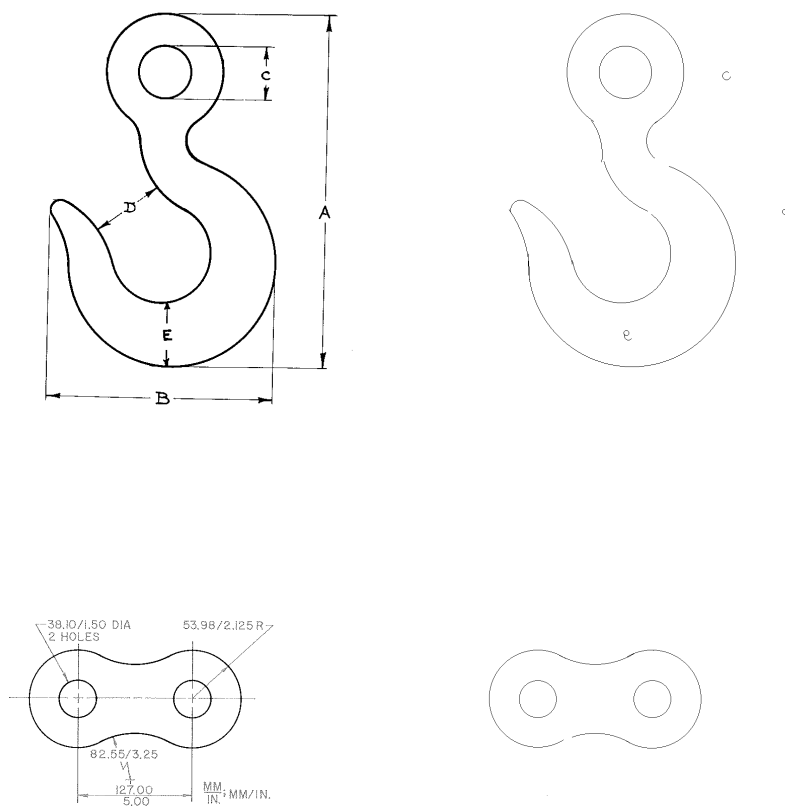 C
c
D
A
d
E
e
B
38.10/1.50 DIA
2 HOLES
53.98/2.125 R
82.55/3.25
127.00
5.00
MM
IN. ; MM/IN.